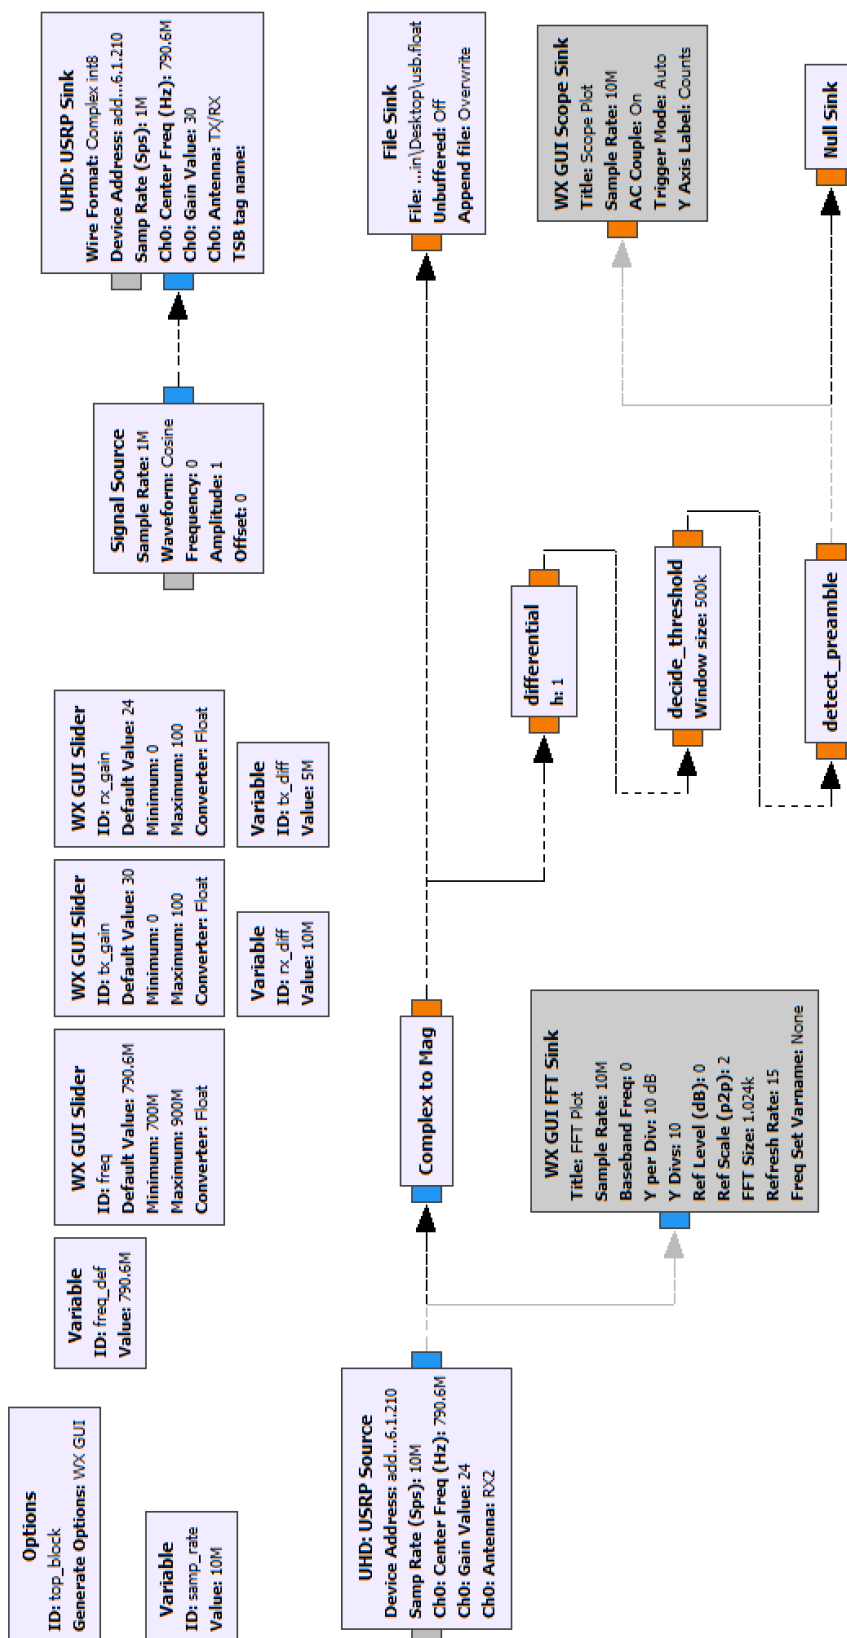 Options
ID: top_block
Generate Options: WX GUI
Variable
ID: samp_rate
Value: 10M
Variable
ID: freq_def
Value: 790.6M
WX GUI Slider
ID: freq
Default Value: 790.6M
Minimum: 700M
Maximum: 900M
Converter: Float
WX GUI Slider
ID: tx_gain
Default Value: 30
Minimum: 0
Maximum: 100
Converter: Float
WX GUI Slider
ID: rx_gain
Default Value: 24
Minimum: 0
Maximum: 100
Converter: Float
Variable
ID: rx_diff
Value: 10M
Variable
ID: tx_diff
Value: 5M
Signal Source
Sample Rate: 1M
Waveform: Cosine
Frequency: 0
Amplitude: 1
Offset: 0
UHD: USRP Sink
Wire Format: Complex int8
Device Address: add...6.1.210
Samp Rate (Sps): 1M
Ch0: Center Freq (Hz): 790.6M
Ch0: Gain Value: 30
Ch0: Antenna: TX/RX
TSB tag name:
UHD: USRP Source
Device Address: add...6.1.210
Samp Rate (Sps): 10M
Ch0: Center Freq (Hz): 790.6M
Ch0: Gain Value: 24
Ch0: Antenna: RX2
Complex to Mag
File Sink
File: ...in\Desktop\usb.float
Unbuffered: Off
Append file: Overwrite
WX GUI FFT Sink
Title: FFT Plot
Sample Rate: 10M
Baseband Freq: 0
Y per Div: 10 dB
Y Divs: 10
Ref Level (dB): 0
Ref Scale (p2p): 2
FFT Size: 1.024k
Refresh Rate: 15
Freq Set Varname: None
differential
h: 1
decide_threshold
Window size: 500k
detect_preamble
WX GUI Scope Sink
Title: Scope Plot
Sample Rate: 10M
AC Couple: On
Trigger Mode: Auto
Y Axis Label: Counts
Null Sink